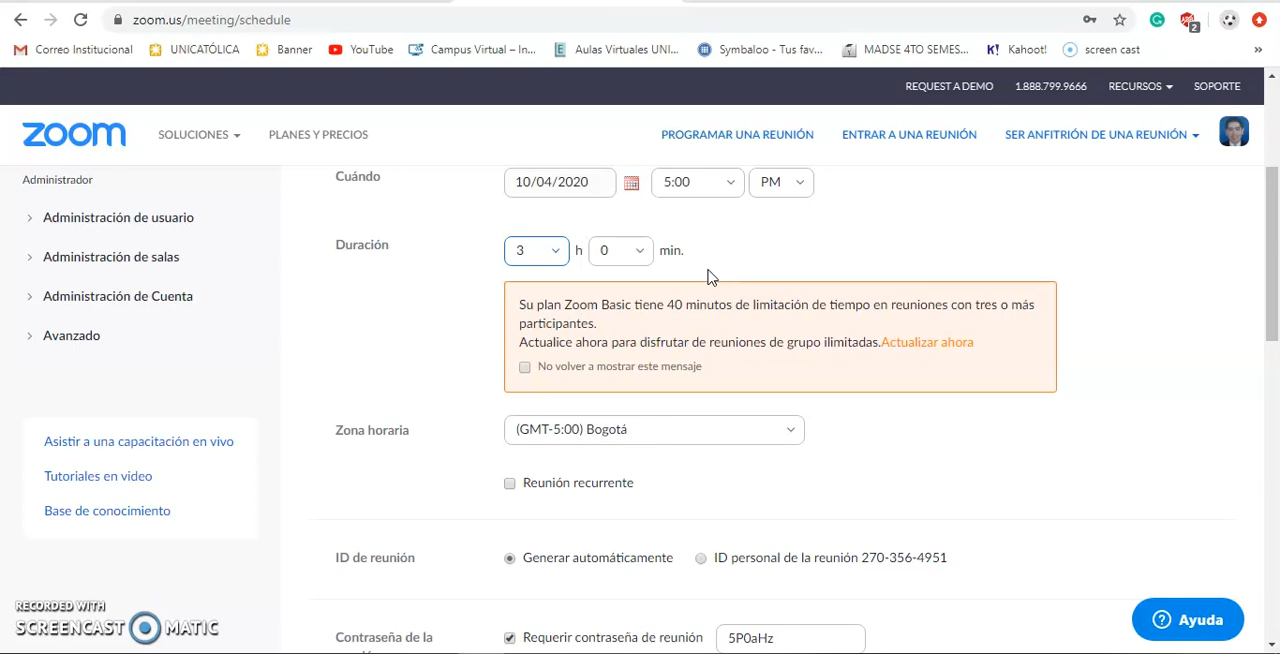 zoom.us/meeting/schedule
2
Correo Institucional UNICATÓLICA Banner YouTube Campus Virtual – In... Aulas Virtuales UNI... Symbaloo - Tus fav... MADSE 4TO SEMES... K! Kahoot! screen cast »
REQUEST A DEMO 1.888.799.9666 RECURSOS SOPORTE
zoom SOLUCIONES PLANES Y PRECIOS PROGRAMAR UNA REUNIÓN ENTRAR A UNA REUNIÓN SER ANFITRIÓN DE UNA REUNIÓN
Administrador
Administración de usuario
Administración de salas
Administración de Cuenta
Avanzado
Asistir a una capacitación en vivo
Tutoriales en video
Base de conocimiento
Cuándo 10/04/2020 5:00 PM
Duración 3 h 0 min.
Su plan Zoom Basic tiene 40 minutos de limitación de tiempo en reuniones con tres o más
participantes.
Actualice ahora para disfrutar de reuniones de grupo ilimitadas.Actualizar ahora
No volver a mostrar este mensaje
Zona horaria (GMT-5:00) Bogotá
Reunión recurrente
ID de reunión Generar automáticamente ID personal de la reunión 270-356-4951
Contraseña de la Requerir contraseña de reunión 5P0aHz
Ayuda
RECORDED WITH
SCREENCAST MATIC